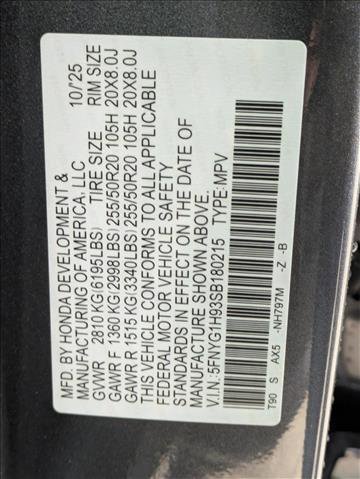 MFD. BY HONDA DEVELOPMENT &
MANUFACTURING OF AMERICA, LLC 10/25
GVWR 2810 KG(6195LBS) TIRE SIZE RIM SIZE
GAWR F 1360 KG(2998LBS) 255/50R20 105H 20X8.0J
GAWR R 1515 KG(3340LBS) 255/50R20 105H 20X8.0J
THIS VEHICLE CONFORMS TO ALL APPLICABLE
FEDERAL MOTOR VEHICLE SAFETY
STANDARDS IN EFFECT ON THE DATE OF
MANUFACTURE SHOWN ABOVE.
V.I.N.:5FNYG1H93SB180215 TYPE: MPV
T90 S AX5 -NH797M -Z -B